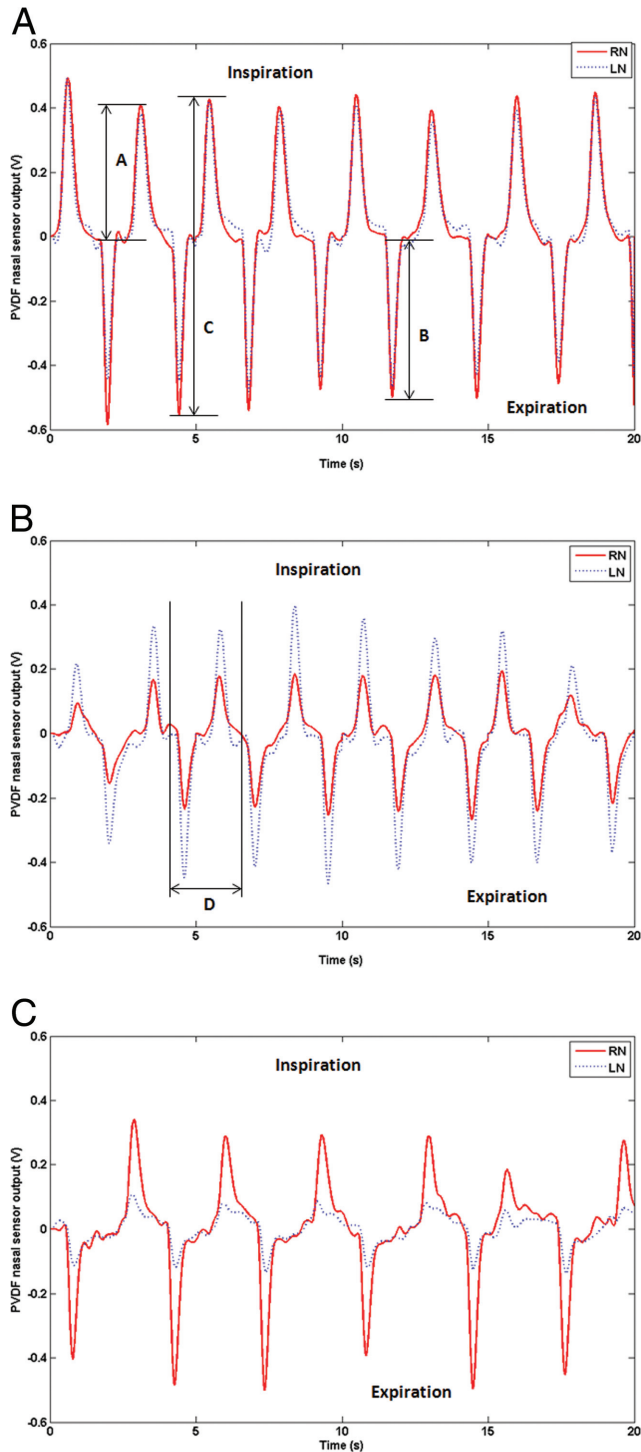 A
0.6
0.4
0.2
0
-0.2
-0.4
-0.6
PVDF nasal sensor output (V)
Inspiration
RN
LN
A
C
B
Expiration
0 5 10 15 20
Time (s)
B
0.6
0.4
0.2
0
-0.2
-0.4
-0.6
PVDF nasal sensor output (V)
Inspiration
RN
LN
D
Expiration
0 5 10 15 20
Time (s)
C
0.6
0.4
0.2
0
-0.2
-0.4
-0.6
PVDF nasal sensor output (V)
Inspiration
RN
LN
Expiration
0 5 10 15 20
Time (s)